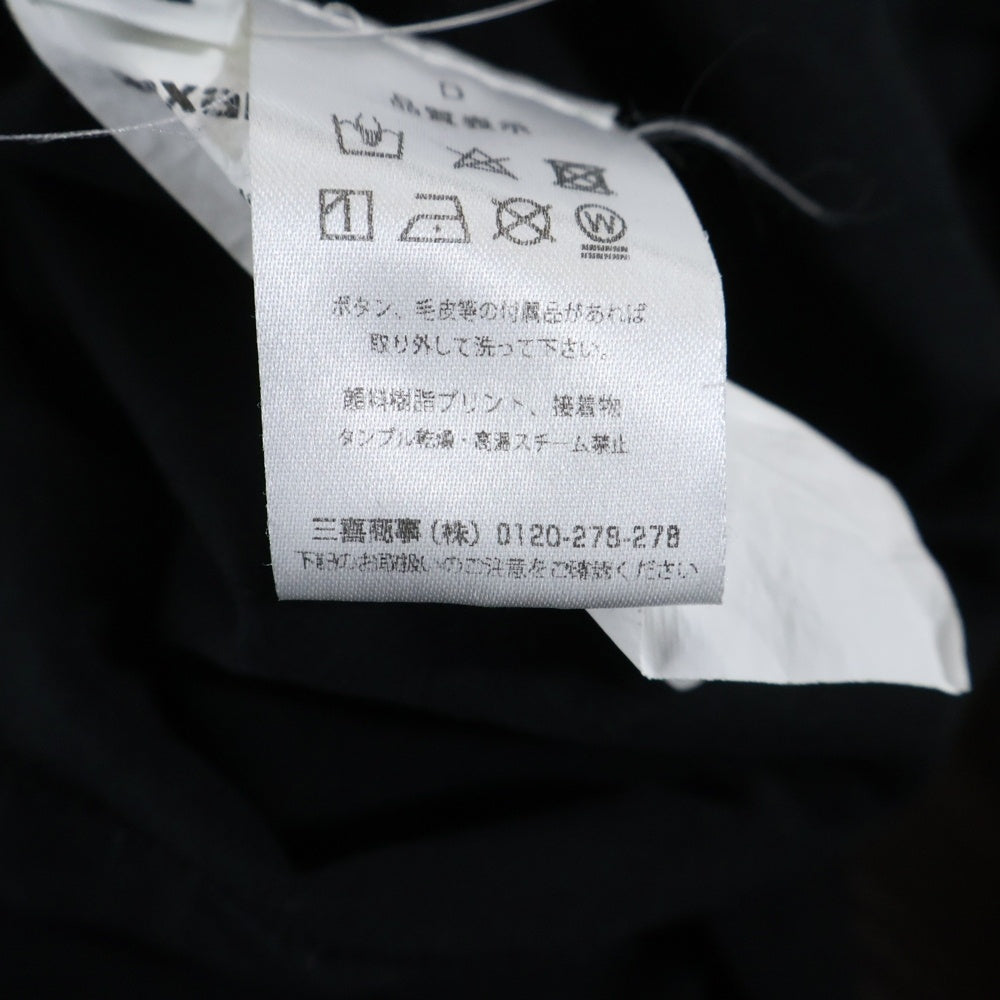 D
品質表示
W
ボタン、毛皮等の付属品があれば
取り外して洗って下さい。
顔料樹脂プリント、接着物
タンブル乾燥・高温スチーム禁止
三喜商事(株) 0120-278-278
下記のお取扱いのご注意をご確認ください